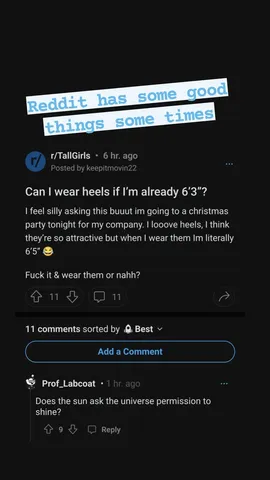 Reddit has some good
things some times
r/TallGirls • 6 hr. ago
Posted by keepitmovin22
Can I wear heels if I'm already 6'3"?
I feel silly asking this buuut im going to a christmas
party tonight for my company. I looove heels, I think
they're so attractive but when I wear them Im literally
6'5" 😂
Fuck it & wear them or nahh?
11 11
11 comments sorted by Best
Add a Comment
Prof_Labcoat • 1 hr. ago
Does the sun ask the universe permission to
shine?
9 Reply